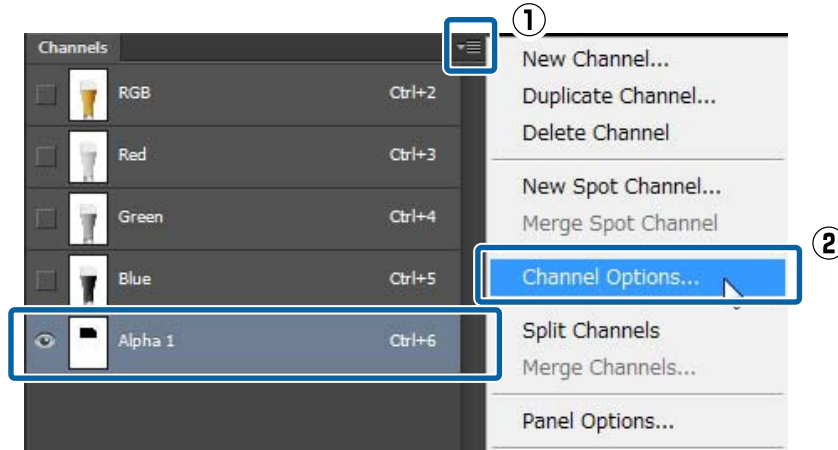 ①
Channels
RGB Ctrl+2
Red Ctrl+3
Green Ctrl+4
Blue Ctrl+5
Alpha 1 Ctrl+6
New Channel...
Duplicate Channel...
Delete Channel
New Spot Channel...
Merge Spot Channel
②
Channel Options...
Split Channels
Merge Channels...
Panel Options...